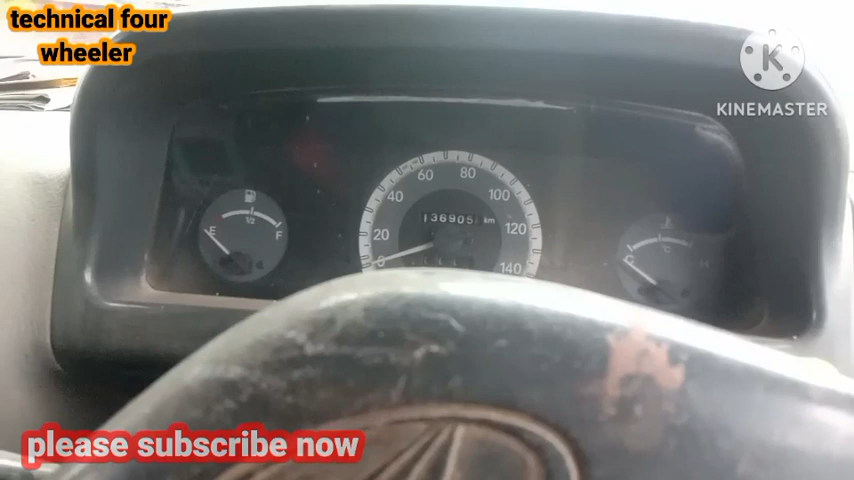 technical four
wheeler
K
KINEMASTER
60 80
40 100
136905 km
20 120
0 140
E 1/2 F
C °C H
please subscribe now